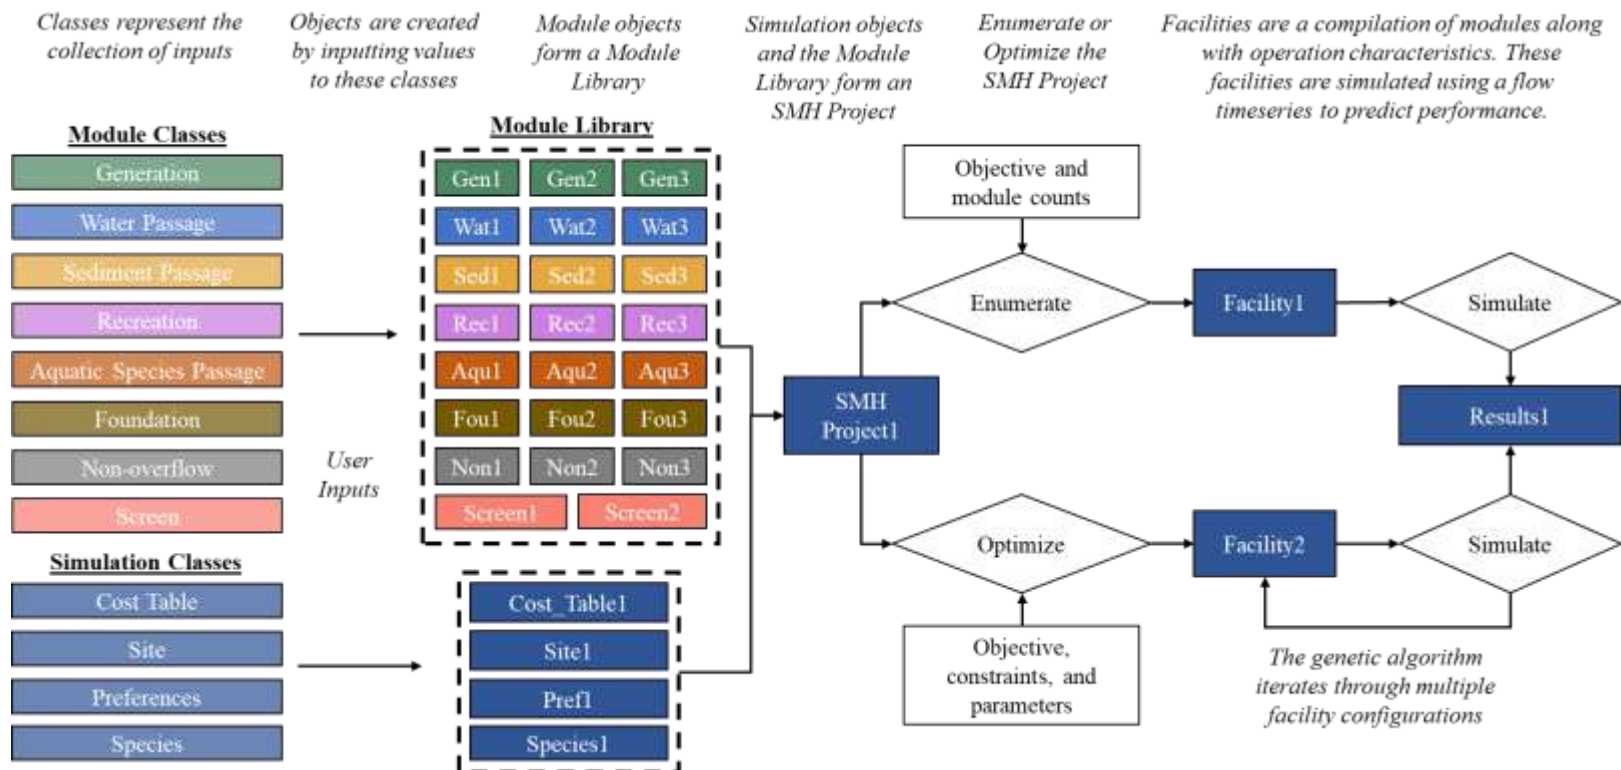 Classes represent the
collection of inputs
Objects are created
by inputting values
to these classes
Module objects
form a Module
Library
Simulation objects
and the Module
Library form an
SMH Project
Enumerate or
Optimize the
SMH Project
Facilities are a compilation of modules along
with operation characteristics. These
facilities are simulated using a flow
timeseries to predict performance.
Module Classes
Generation
Water Passage
Sediment Passage
Recreation
Aquatic Species Passage
Foundation
Non-overflow
Screen
Simulation Classes
Cost Table
Site
Preferences
Species
User
Inputs
Module Library
Gen1 Gen2 Gen3
Wat1 Wat2 Wat3
Sed1 Sed2 Sed3
Rec1 Rec2 Rec3
Aqu1 Aqu2 Aqu3
Fou1 Fou2 Fou3
Non1 Non2 Non3
Screen1 Screen2
Cost_Table1
Site1
Pref1
Species1
SMH
Project1
Objective and
module counts
Enumerate
Facility1
Simulate
Results1
Optimize
Facility2
Simulate
Objective,
constraints, and
parameters
The genetic algorithm
iterates through multiple
facility configurations